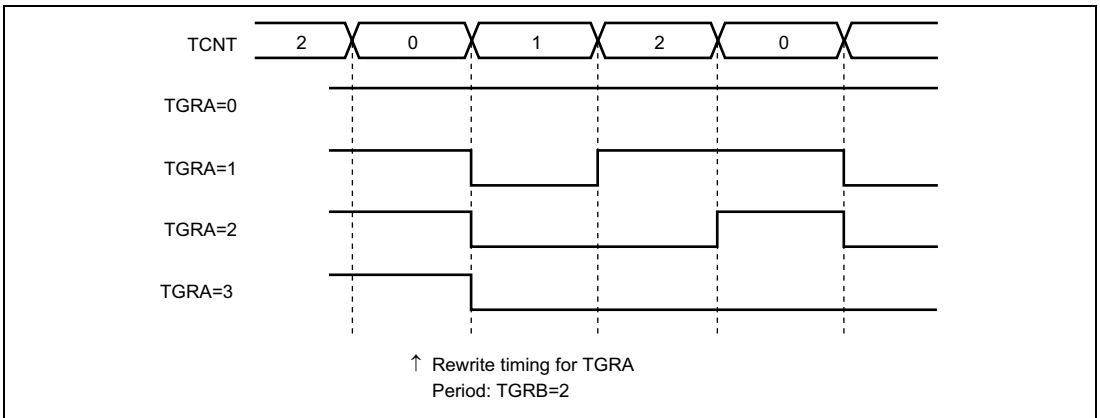 TCNT 2 0 1 2 0
TGRA=0
TGRA=1
TGRA=2
TGRA=3
↑ Rewrite timing for TGRA
Period: TGRB=2